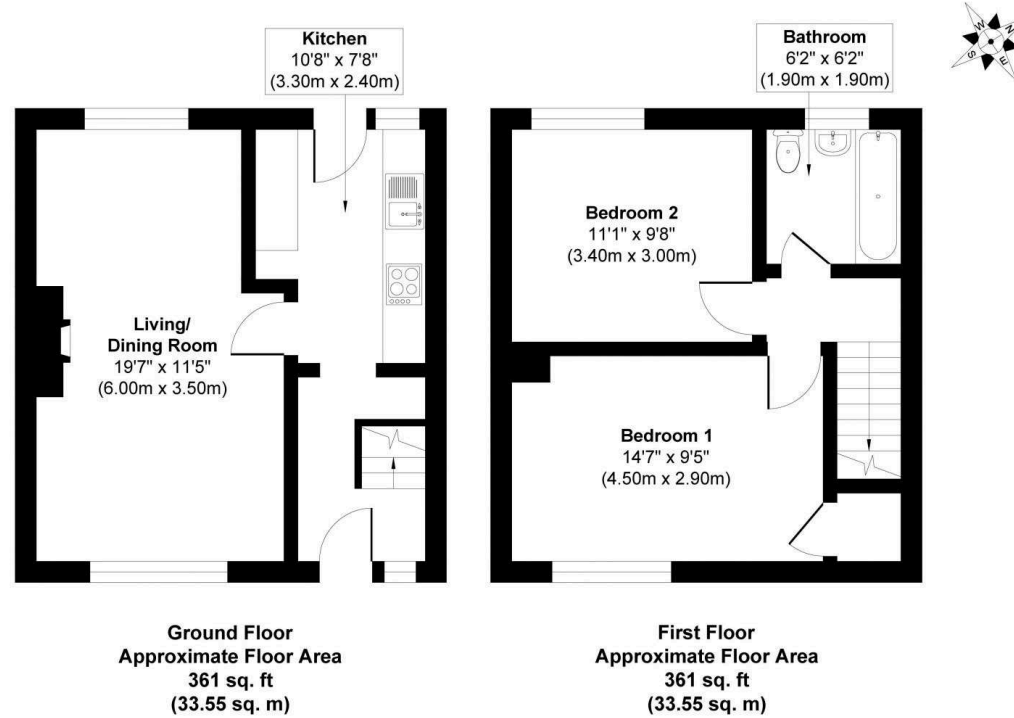 Kitchen
10'8" x 7'8"
(3.30m x 2.40m)
Bathroom
6'2" x 6'2"
(1.90m x 1.90m)
W
N
S
E
Living/
Dining Room
19'7" x 11'5"
(6.00m x 3.50m)
Bedroom 2
11'1" x 9'8"
(3.40m x 3.00m)
Bedroom 1
14'7" x 9'5"
(4.50m x 2.90m)
Ground Floor
Approximate Floor Area
361 sq. ft
(33.55 sq. m)
First Floor
Approximate Floor Area
361 sq. ft
(33.55 sq. m)